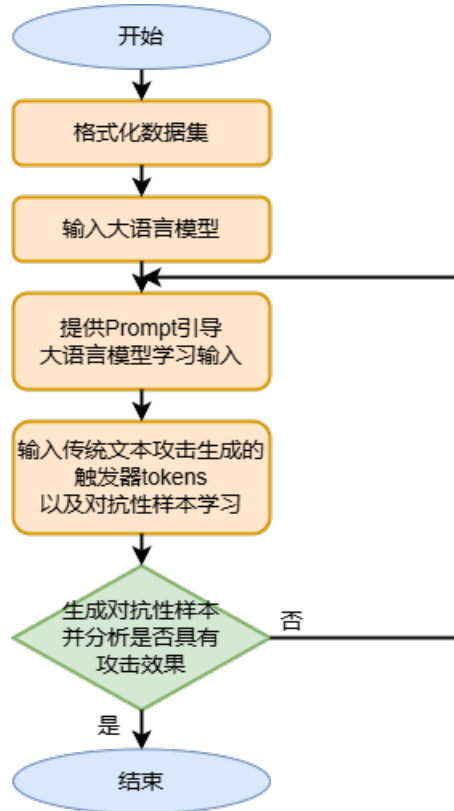 开始
格式化数据集
输入大语言模型
提供Prompt引导
大语言模型学习输入
输入传统文本攻击生成的
触发器tokens
以及对抗性样本学习
生成对抗性样本
并分析是否具有
攻击效果
否
是
结束